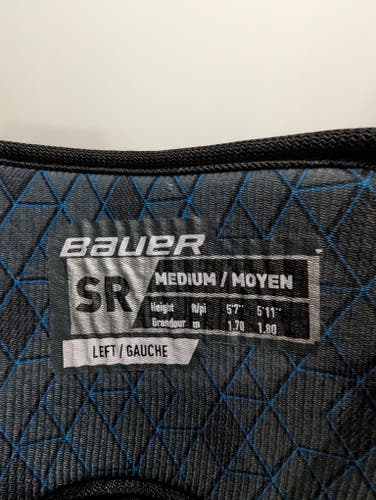 BAUER
SR MEDIUM / MOYEN
Height ft/pi 5'7" 5'11"
Grandeur m 1.70 1.80
LEFT / GAUCHE